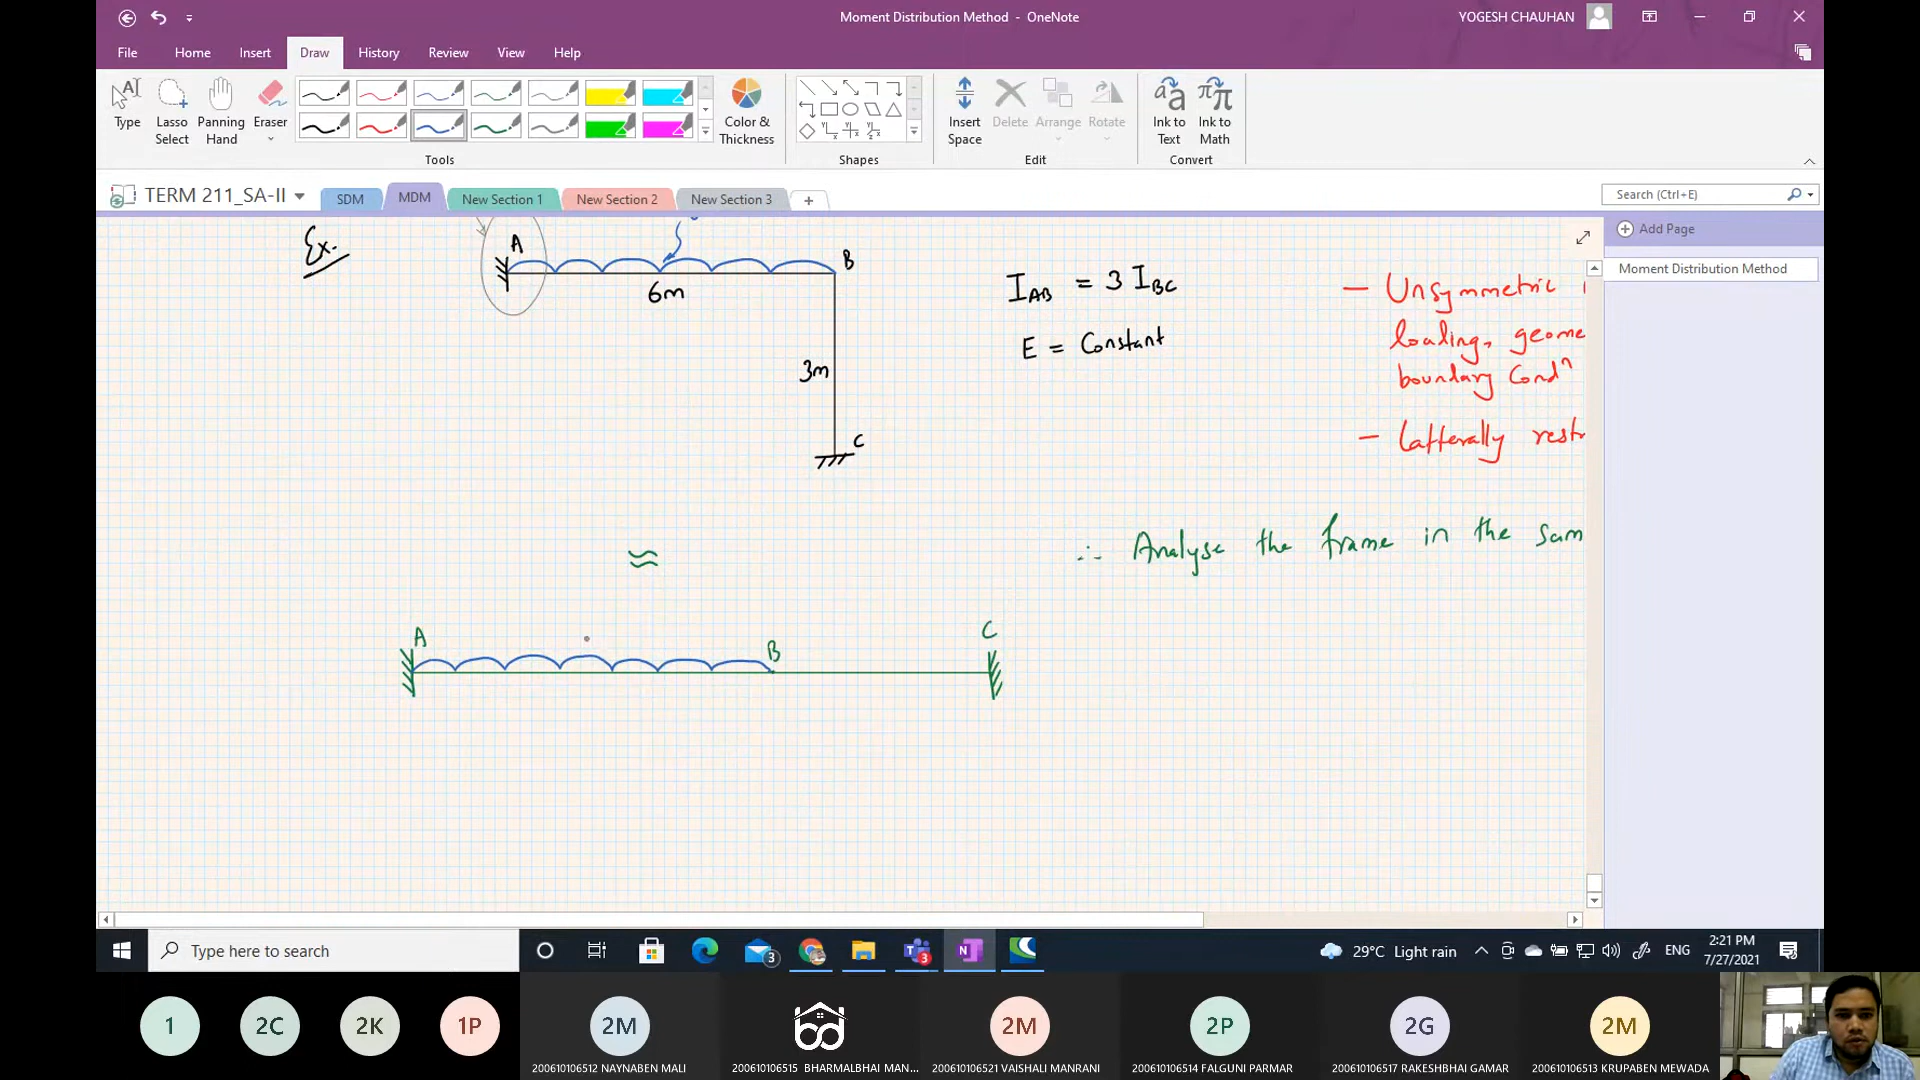 Moment Distribution Method - OneNote
YOGESH CHAUHAN
File Home Insert Draw History Review View Help
Type
Lasso Select
Panning Hand
Eraser
Color & Thickness
Insert Space
Delete
Arrange
Rotate
Ink to Text
Ink to Math
Tools
Shapes
Edit
Convert
TERM 211_SA-II
SDM
MDM
New Section 1
New Section 2
New Section 3
Search (Ctrl+E)
Add Page
Moment Distribution Method
Ex.
A
B
6m
3m
C
I_AB = 3 I_BC
E = Constant
- Unsymmetric
loading, geome
boundary Condⁿ
- Latterally restr
≈
∴ Analyse the frame in the sam
A
B
C
Type here to search
3
3
29°C Light rain
ENG
2:21 PM
7/27/2021
1
2C
2K
1P
2M
2M
2P
2G
2M
200610106512 NAYNABEN MALI
200610106515 BHARMALBHAI MAN...
200610106521 VAISHALI MANRANI
200610106514 FALGUNI PARMAR
200610106517 RAKESHBHAI GAMAR
200610106513 KRUPABEN MEWADA